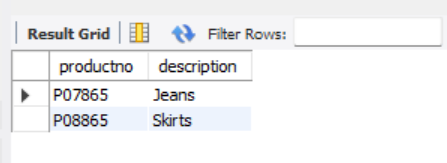 Result Grid Filter Rows:
productno description
P07865 Jeans
P08865 Skirts